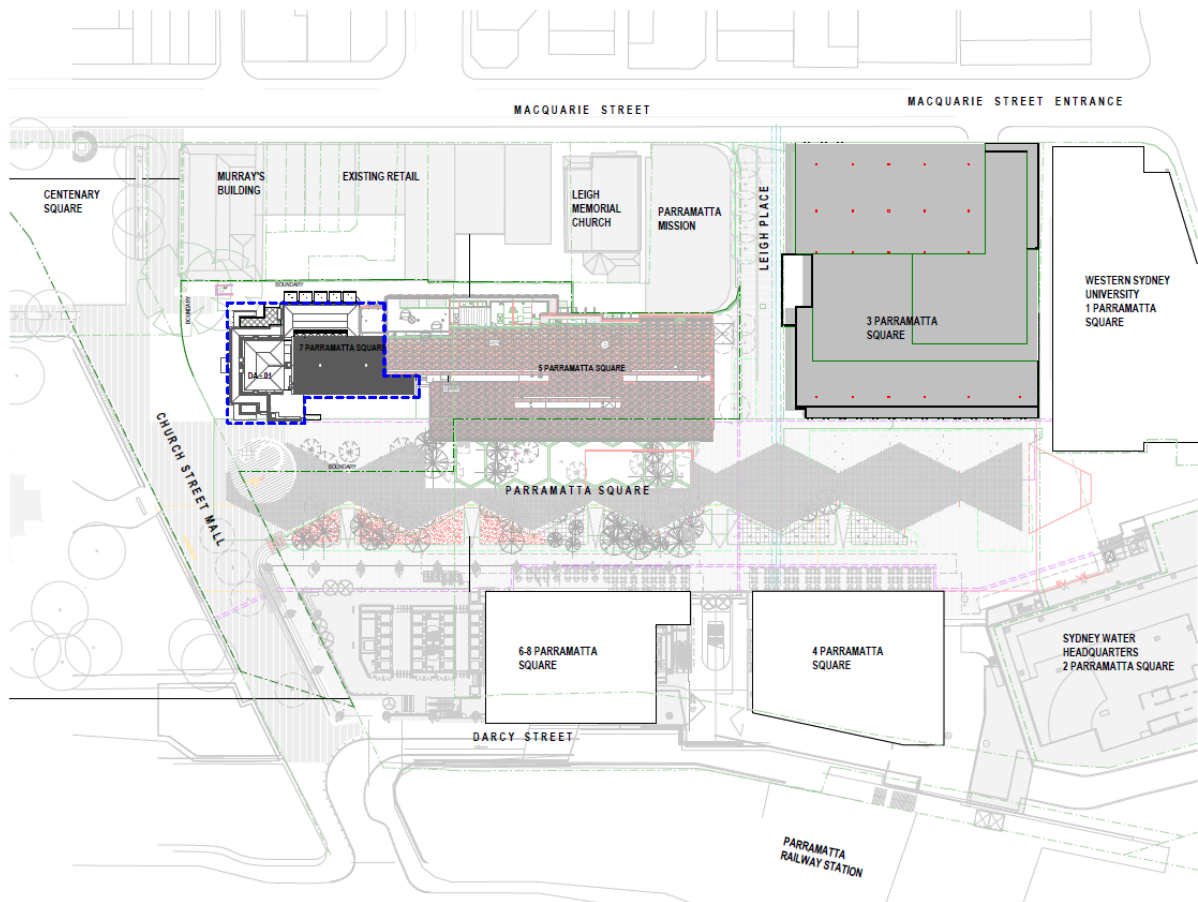 MACQUARIE STREET
MACQUARIE STREET ENTRANCE
CENTENARY
SQUARE
MURRAY'S
BUILDING
EXISTING RETAIL
LEIGH
MEMORIAL
CHURCH
PARRAMATTA
MISSION
LEIGH PLACE
WESTERN SYDNEY
UNIVERSITY
1 PARRAMATTA
SQUARE
3 PARRAMATTA
SQUARE
BOUNDARY
BOUNDARY
7 PARRAMATTA SQUARE
5 PARRAMATTA SQUARE
DA - 01
CHURCH STREET MALL
BOUNDARY
PARRAMATTA SQUARE
6-8 PARRAMATTA
SQUARE
4 PARRAMATTA
SQUARE
SYDNEY WATER
HEADQUARTERS
2 PARRAMATTA SQUARE
DARCY STREET
PARRAMATTA
RAILWAY STATION